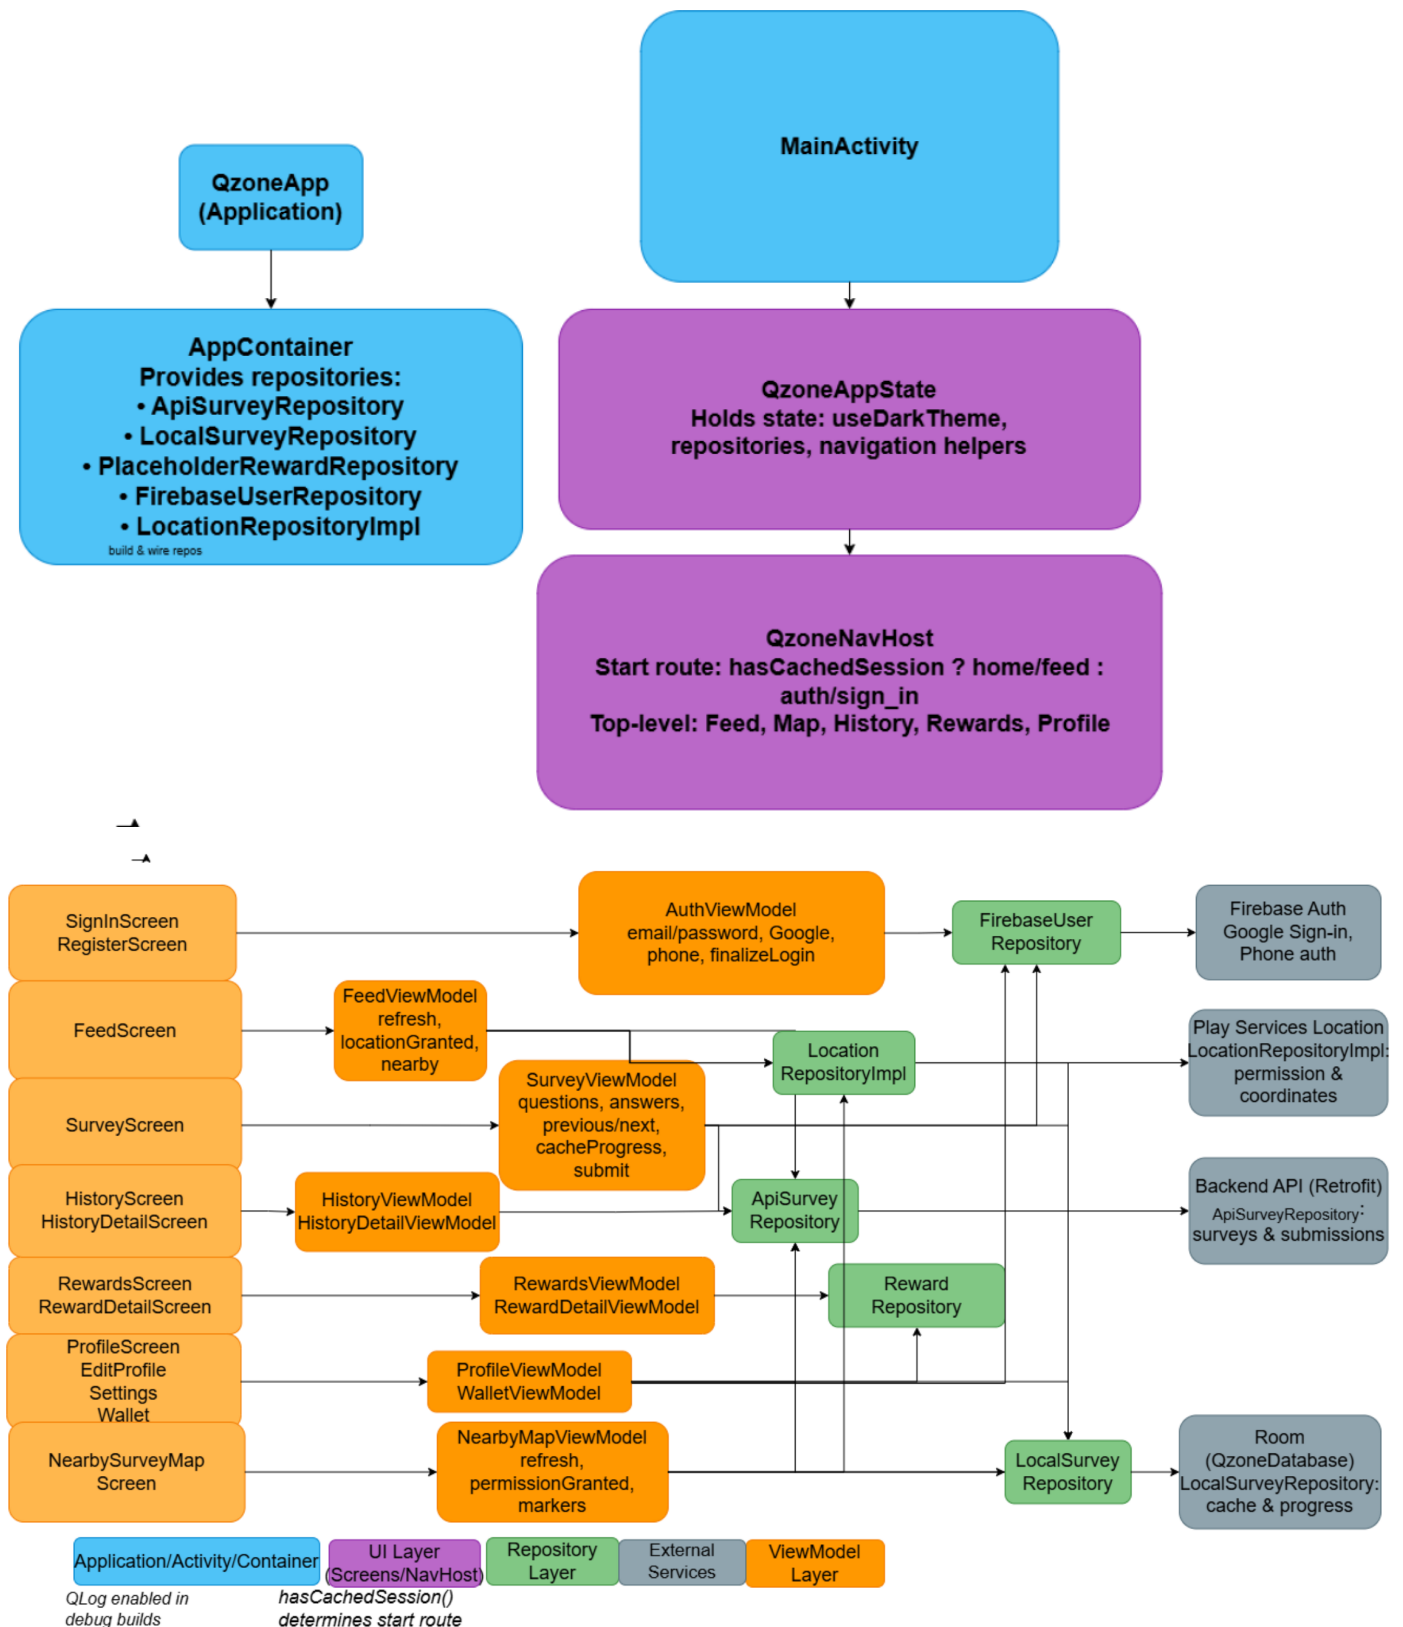 MainActivity
QzoneApp
(Application)
AppContainer
Provides repositories:
• ApiSurveyRepository
• LocalSurveyRepository
• PlaceholderRewardRepository
• FirebaseUserRepository
• LocationRepositoryImpl
build & wire repos
QzoneAppState
Holds state: useDarkTheme,
repositories, navigation helpers
QzoneNavHost
Start route: hasCachedSession ? home/feed :
auth/sign_in
Top-level: Feed, Map, History, Rewards, Profile
SignInScreen
RegisterScreen
AuthViewModel
email/password, Google,
phone, finalizeLogin
FirebaseUser
Repository
Firebase Auth
Google Sign-in,
Phone auth
FeedScreen
FeedViewModel
refresh,
locationGranted,
nearby
Location
RepositoryImpl
Play Services Location
LocationRepositoryImpl:
permission &
coordinates
SurveyScreen
SurveyViewModel
questions, answers,
previous/next,
cacheProgress,
submit
HistoryScreen
HistoryDetailScreen
HistoryViewModel
HistoryDetailViewModel
ApiSurvey
Repository
Backend API (Retrofit)
ApiSurveyRepository:
surveys & submissions
RewardsScreen
RewardDetailScreen
RewardsViewModel
RewardDetailViewModel
Reward
Repository
ProfileScreen
EditProfile
Settings
Wallet
ProfileViewModel
WalletViewModel
NearbySurveyMap
Screen
NearbyMapViewModel
refresh,
permissionGranted,
markers
LocalSurvey
Repository
Room
(QzoneDatabase)
LocalSurveyRepository:
cache & progress
Application/Activity/Container
UI Layer
(Screens/NavHost)
Repository
Layer
External
Services
ViewModel
Layer
QLog enabled in
debug builds
hasCachedSession()
determines start route